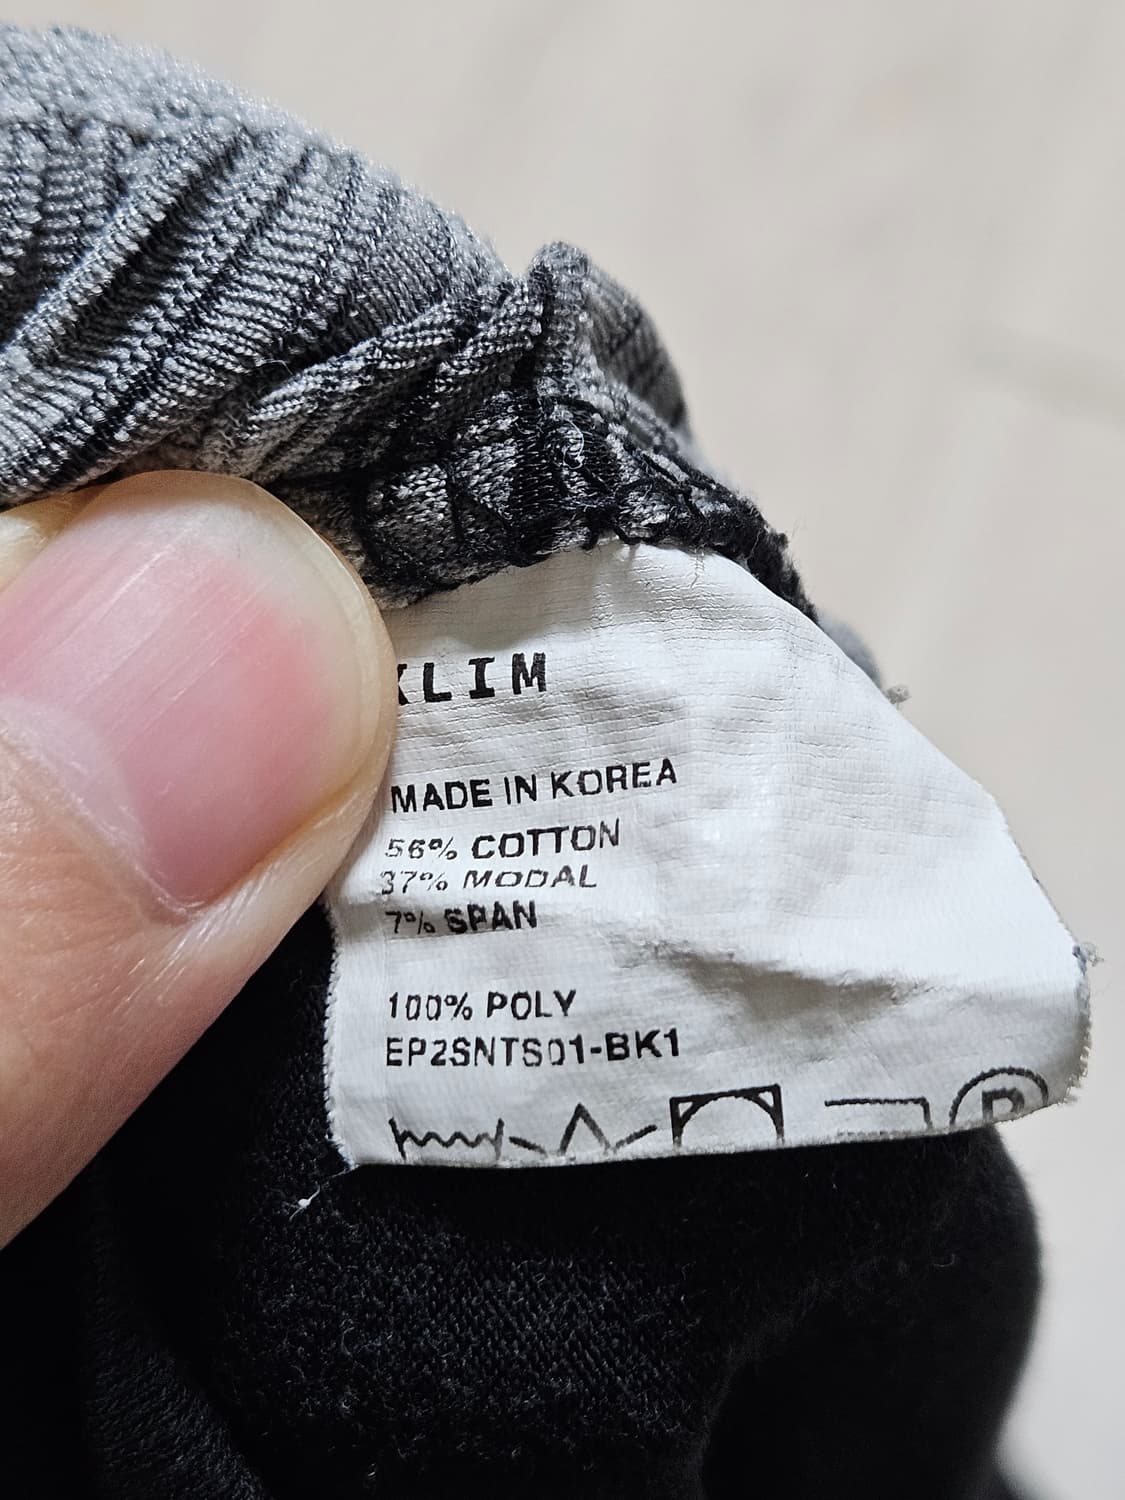 KLIM
MADE IN KOREA
56% COTTON
37% MODAL
7% SPAN
100% POLY
EP2SNTS01-BK1
P